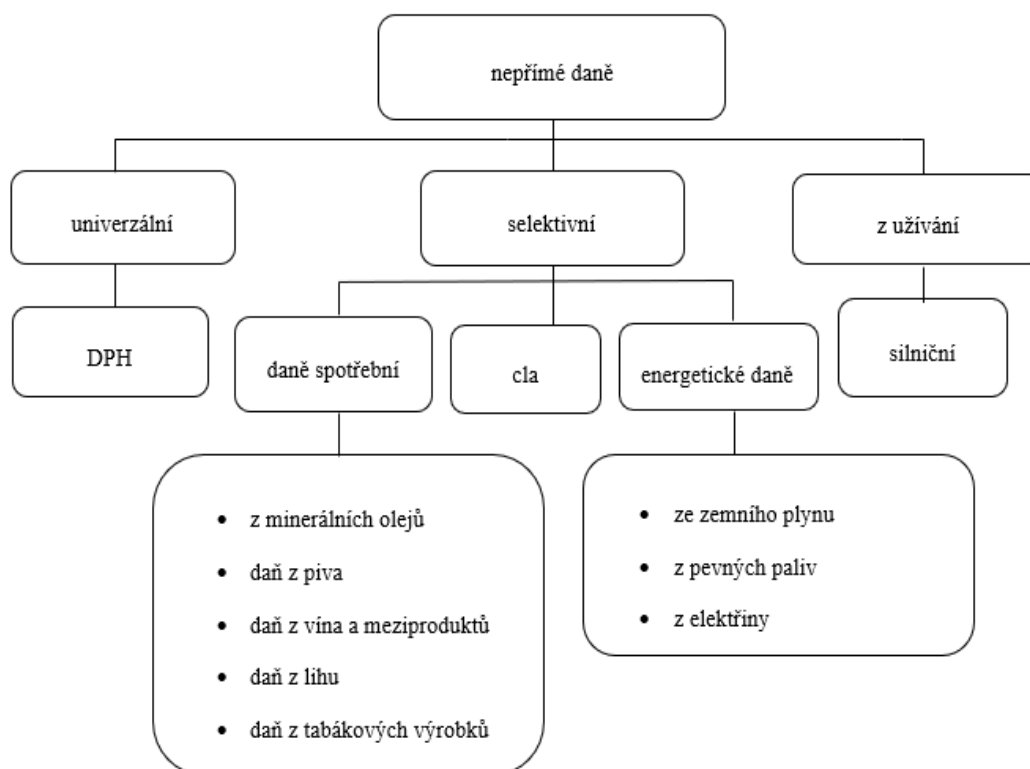 nepřímé daně
univerzální
selektivní
z užívání
DPH
daně spotřební
cla
energetické daně
silniční
• z minerálních olejů
• daň z piva
• daň z vína a meziproduktů
• daň z lihu
• daň z tabákových výrobků
• ze zemního plynu
• z pevných paliv
• z elektřiny